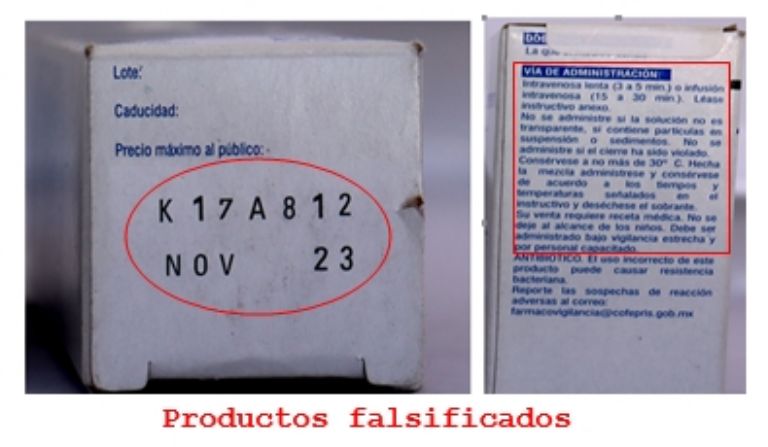 Lote:
Caducidad:
Precio máximo al público:
K 17 A 8 1 2
NOV 23
La que
VÍA DE ADMINISTRACIÓN:
Intravenosa lenta (3 a 5 min.) o infusión
intravenosa (15 a 30 min.). Léase
instructivo anexo.
No se administre si la solución no es
transparente, si contiene partículas en
suspensión o sedimentos. No se
administre si el cierre ha sido violado.
Consérvese a no más de 30° C. Hecha
la mezcla adminístrese y consérvese
de acuerdo a los tiempos y
temperaturas señalados en el
instructivo y deséchese el sobrante.
Su venta requiere receta médica. No se
deje al alcance de los niños. Debe ser
administrado bajo vigilancia estrecha y
por personal capacitado.
ANTIBIÓTICO. El uso incorrecto de este
producto puede causar resistencia
bacteriana.
Reporte las sospechas de reacción
adversas al correo:
farmacovigilancia@cofepris.gob.mx
Productos falsificados